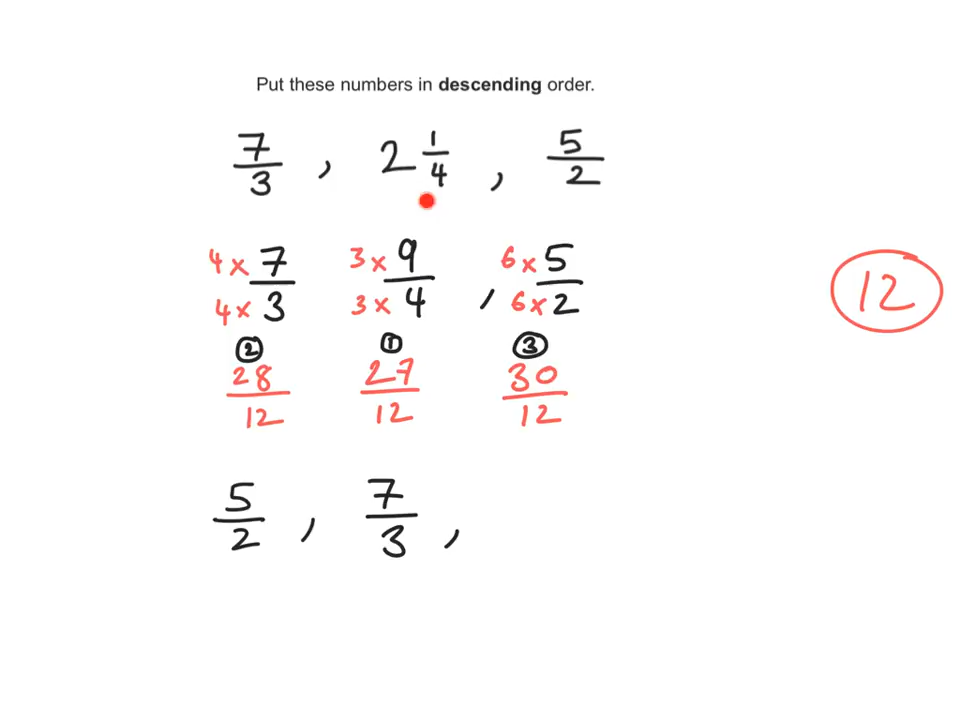 Put these numbers in descending order.
7/3 , 2 1/4 , 5/2
4 × 7 3 × 9 6 × 5
4 × 3 3 × 4 , 6 × 2
12
② ① ③
28/12 27/12 30/12
5/2 , 7/3 ,